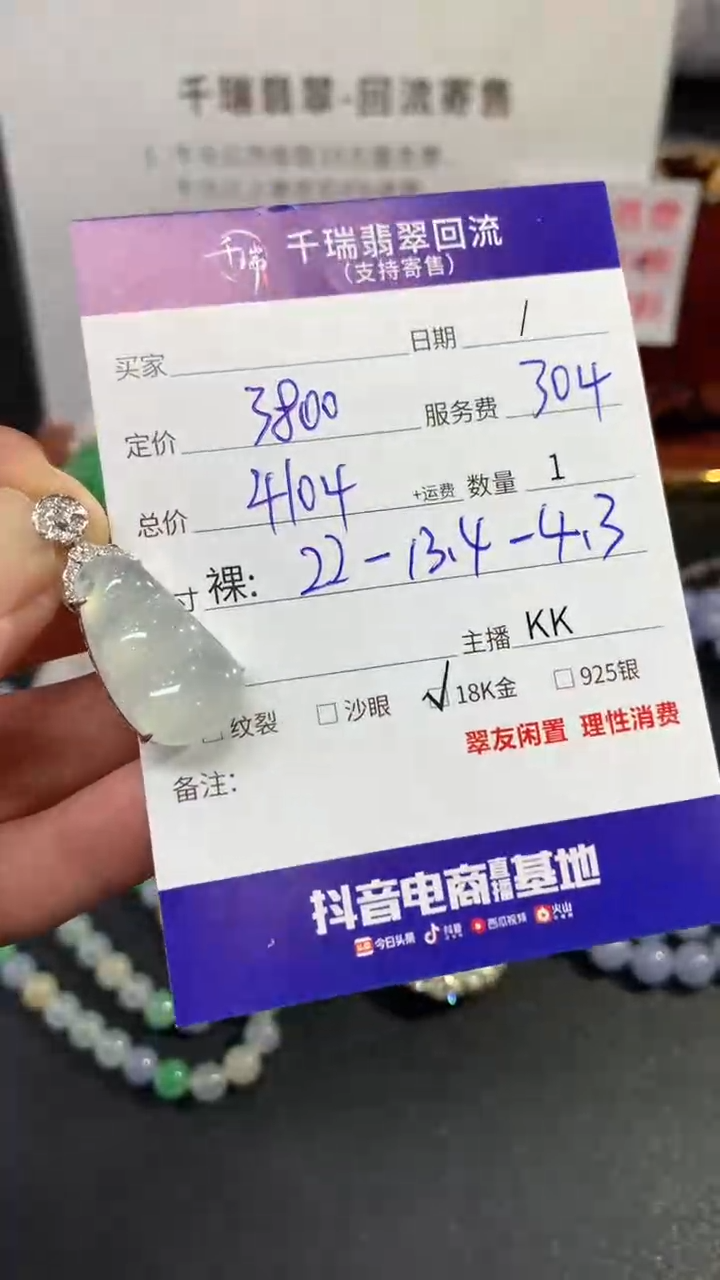 千瑞翡翠-回流寄售
千瑞 千瑞翡翠回流
(支持寄售)
买家 日期 /
定价 3800 服务费 304
总价 4104 +运费 数量 1
寸 裸: 22-13.4-4.3
主播 KK
纹裂 沙眼 ✓ 18K金 925银
翠友闲置 理性消费
备注:
抖音电商直播基地
今日头条 抖音 西瓜视频 火山